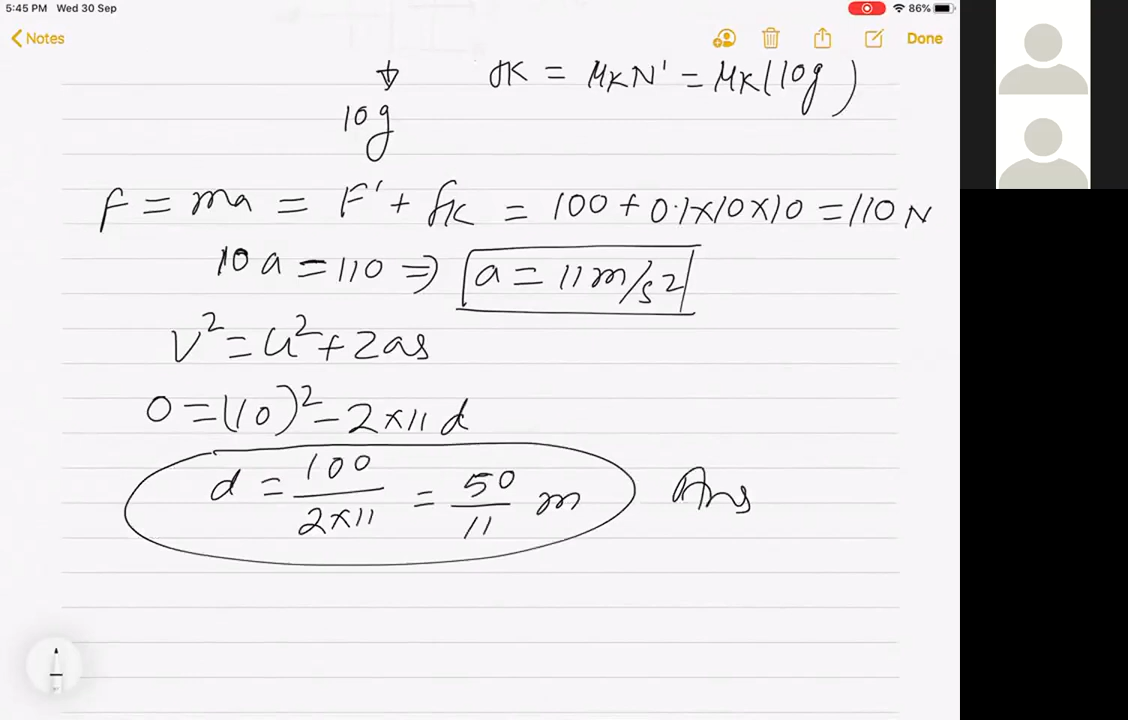 5:45 PM Wed 30 Sep
86%
Notes
Done
fK = μKN' = μK(10g)
10g
F = ma = F' + fK = 100 + 0.1×10×10 = 110 N
10a = 110 ⇒ a = 11 m/s2
V² = u² + 2as
0 = (10)² - 2×11 d
d = 100/2×11 = 50/11 m Ans